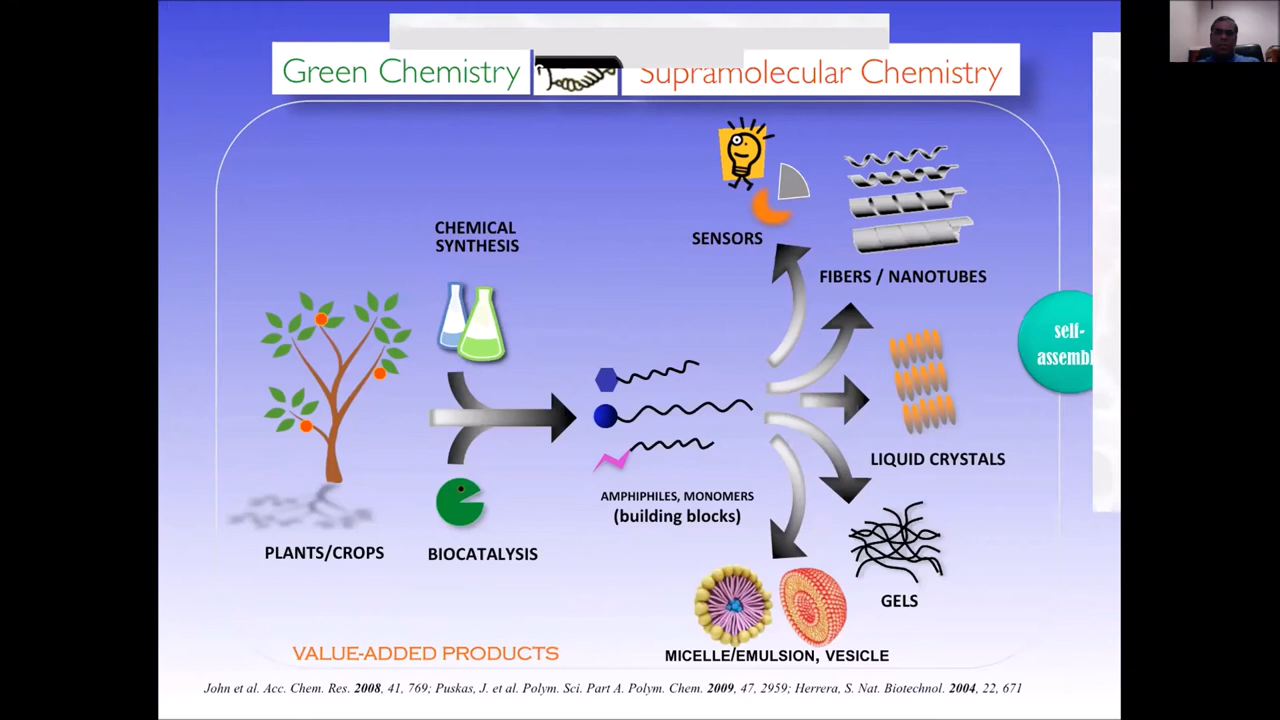 Green Chemistry
Supramolecular Chemistry
CHEMICAL
SYNTHESIS
SENSORS
FIBERS / NANOTUBES
self-
assembl
LIQUID CRYSTALS
AMPHIPHILES, MONOMERS
(building blocks)
PLANTS/CROPS
BIOCATALYSIS
GELS
VALUE-ADDED PRODUCTS
MICELLE/EMULSION, VESICLE
John et al. Acc. Chem. Res. 2008, 41, 769; Puskas, J. et al. Polym. Sci. Part A. Polym. Chem. 2009, 47, 2959; Herrera, S. Nat. Biotechnol. 2004, 22, 671